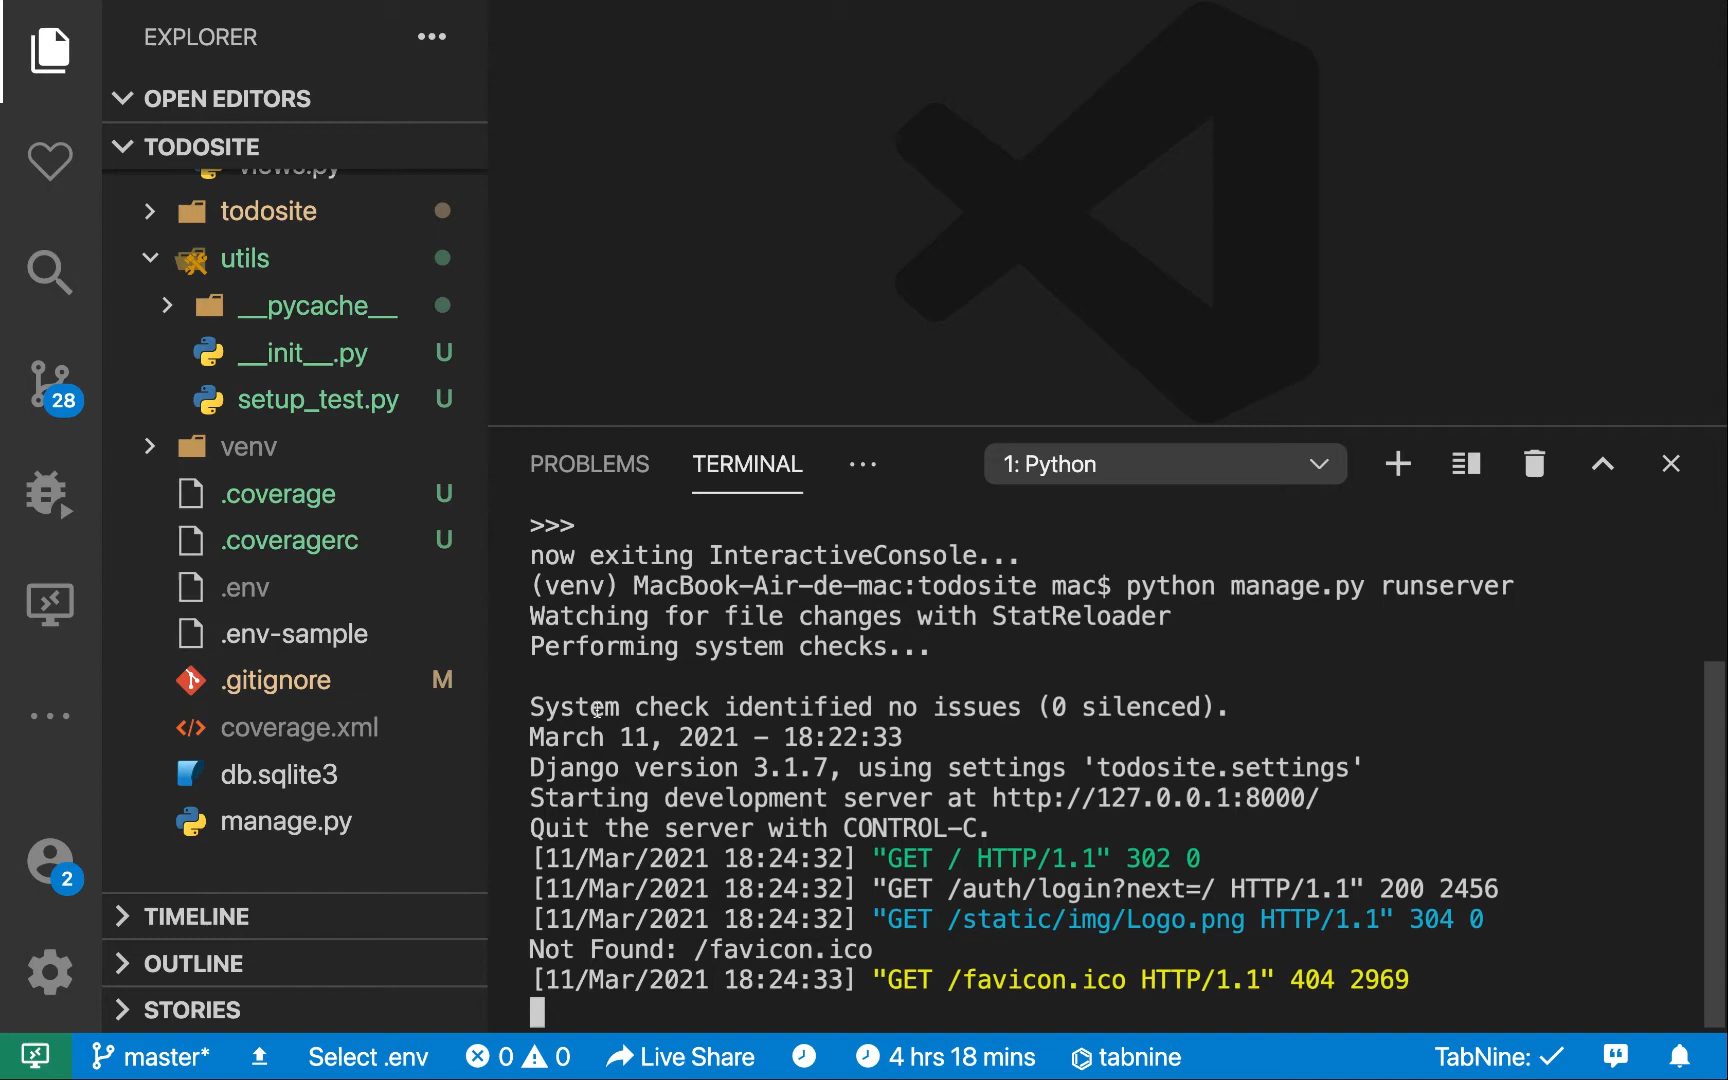 EXPLORER
OPEN EDITORS
TODOSITE
views.py
todosite
utils
__pycache__
__init__.py U
setup_test.py U
venv
.coverage U
.coveragerc U
.env
.env-sample
.gitignore M
coverage.xml
db.sqlite3
manage.py
TIMELINE
OUTLINE
STORIES
28
2
PROBLEMS TERMINAL 1: Python
>>>
now exiting InteractiveConsole...
(venv) MacBook-Air-de-mac:todosite mac$ python manage.py runserver
Watching for file changes with StatReloader
Performing system checks...
System check identified no issues (0 silenced).
March 11, 2021 - 18:22:33
Django version 3.1.7, using settings 'todosite.settings'
Starting development server at http://127.0.0.1:8000/
Quit the server with CONTROL-C.
[11/Mar/2021 18:24:32] "GET / HTTP/1.1" 302 0
[11/Mar/2021 18:24:32] "GET /auth/login?next=/ HTTP/1.1" 200 2456
[11/Mar/2021 18:24:32] "GET /static/img/Logo.png HTTP/1.1" 304 0
Not Found: /favicon.ico
[11/Mar/2021 18:24:33] "GET /favicon.ico HTTP/1.1" 404 2969
master* Select .env 0 0 Live Share 4 hrs 18 mins tabnine TabNine: ✓